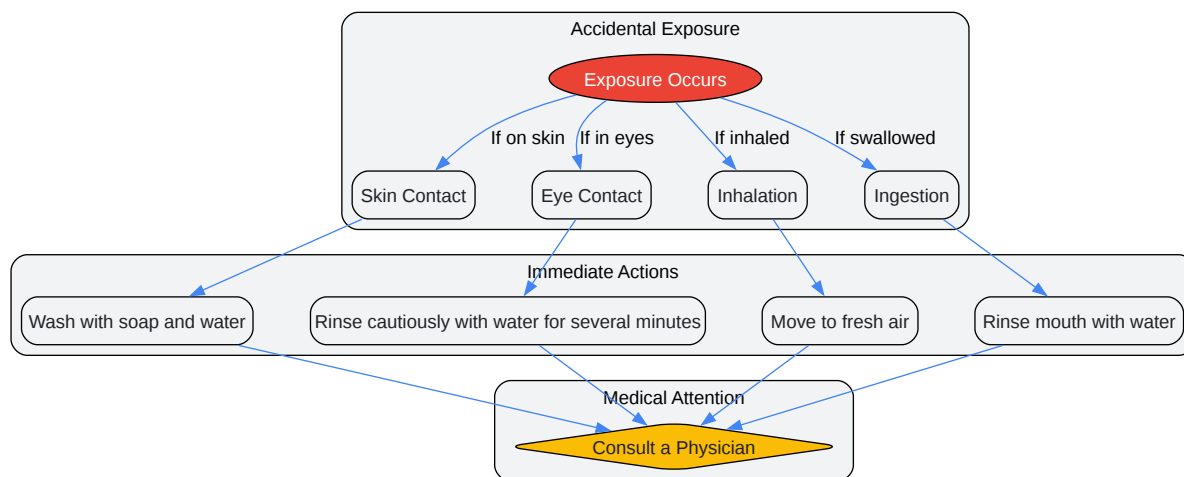 Accidental Exposure
Exposure Occurs
If on skin
If in eyes
If inhaled
If swallowed
Skin Contact
Eye Contact
Inhalation
Ingestion
Immediate Actions
Wash with soap and water
Rinse cautiously with water for several minutes
Move to fresh air
Rinse mouth with water
Medical Attention
Consult a Physician